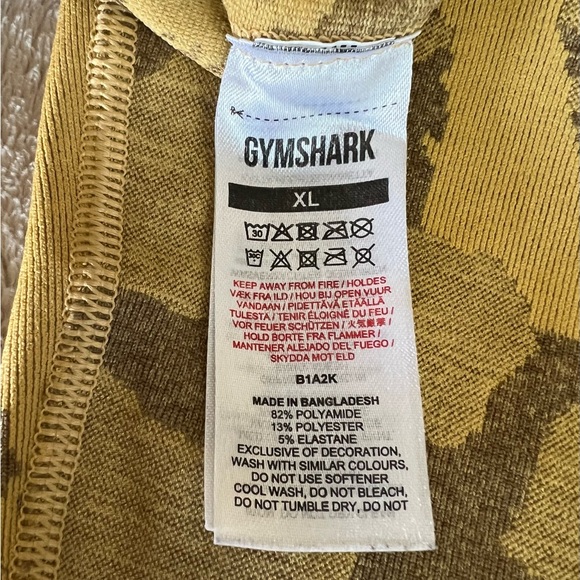 GYMSHARK
XL
30
30°C
KEEP AWAY FROM FIRE / HOLDES
VÆK FRA ILD / HOU BIJ OPEN VUUR
VANDAAN / PIDETTÄVÄ ETÄÄLLÄ
TULESTA / TENIR ÉLOIGNÉ DU FEU /
VOR FEUER SCHÜTZEN / 火気厳禁 /
HOLD BORTE FRA FLAMMER /
MANTENER ALEJADO DEL FUEGO /
SKYDDA MOT ELD
B1A2K
MADE IN BANGLADESH
82% POLYAMIDE
13% POLYESTER
5% ELASTANE
EXCLUSIVE OF DECORATION,
WASH WITH SIMILAR COLOURS,
DO NOT USE SOFTENER
COOL WASH, DO NOT BLEACH,
DO NOT TUMBLE DRY, DO NOT